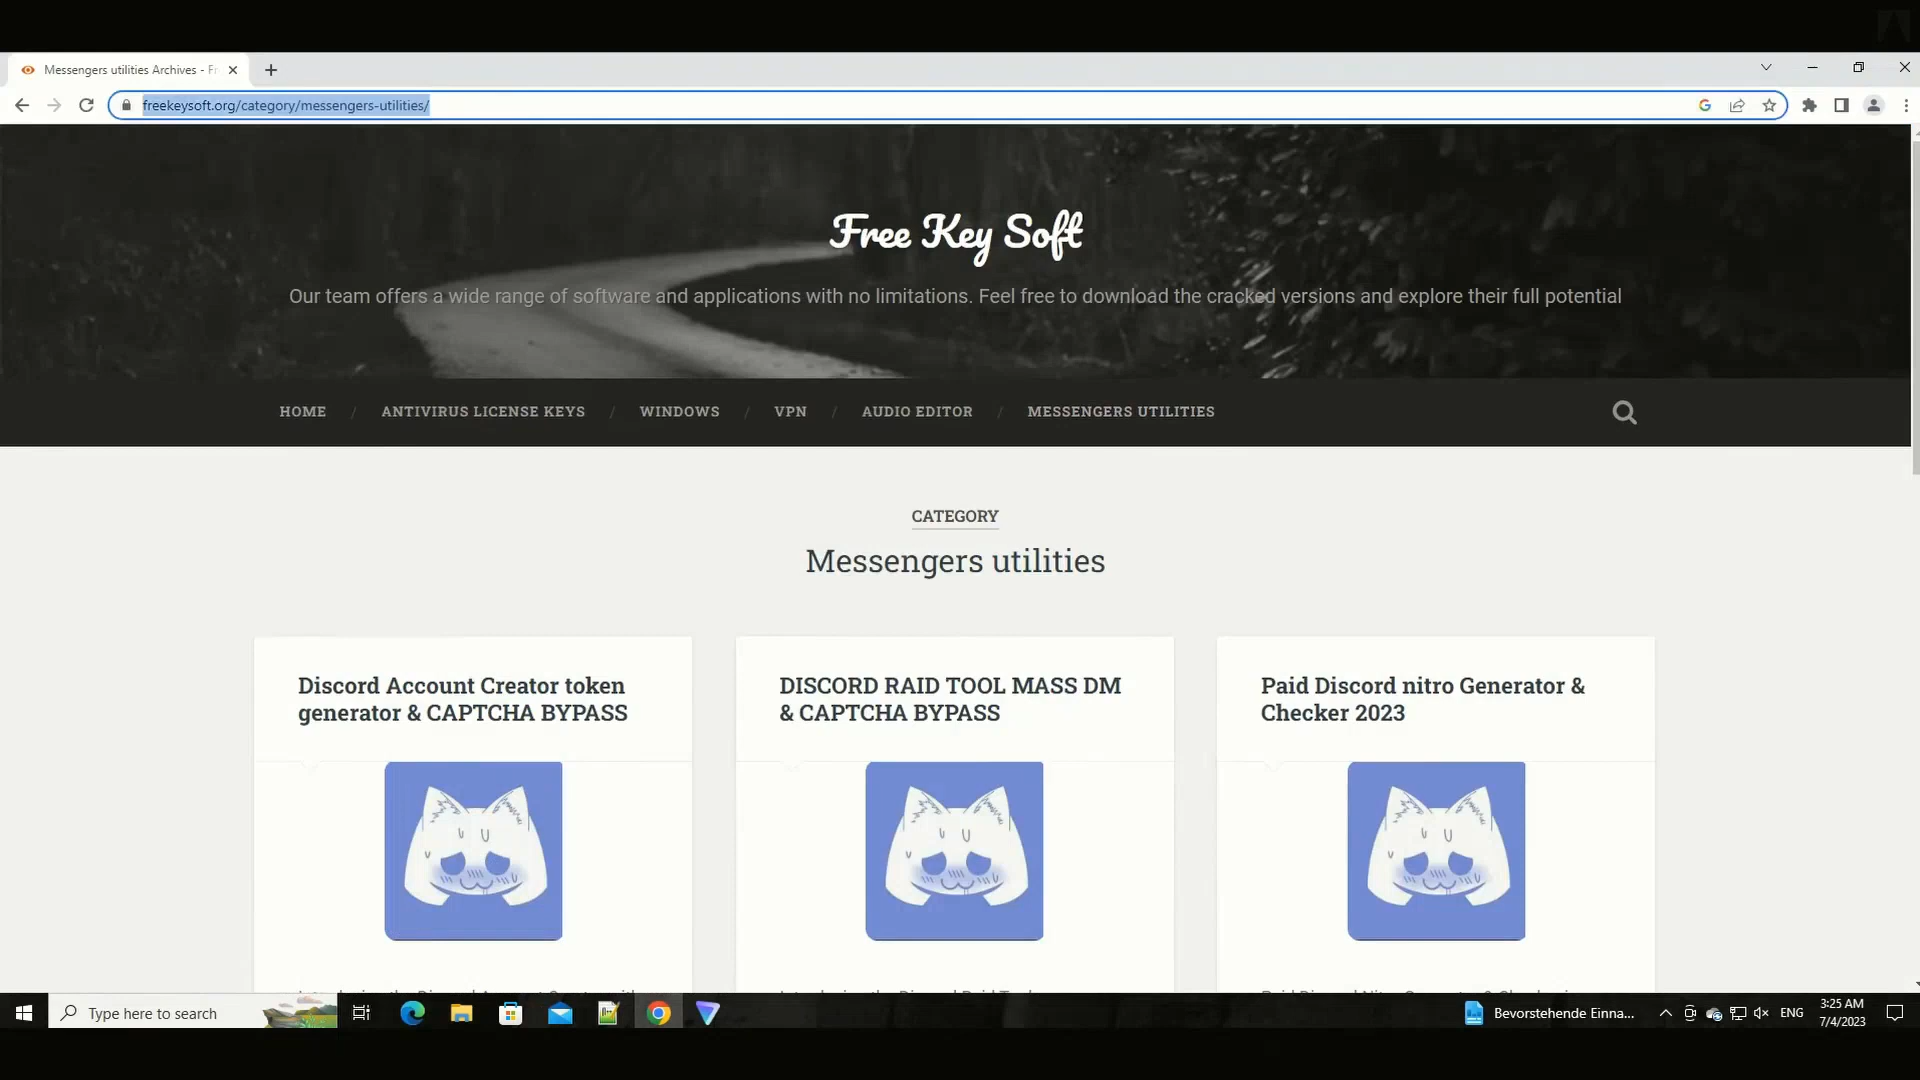 Messengers utilities Archives - Fr
freekeysoft.org/category/messengers-utilities/
Free Key Soft
Our team offers a wide range of software and applications with no limitations. Feel free to download the cracked versions and explore their full potential
HOME / ANTIVIRUS LICENSE KEYS / WINDOWS / VPN / AUDIO EDITOR / MESSENGERS UTILITIES
CATEGORY
Messengers utilities
Discord Account Creator token
generator & CAPTCHA BYPASS
DISCORD RAID TOOL MASS DM
& CAPTCHA BYPASS
Paid Discord nitro Generator &
Checker 2023
Type here to search
Bevorstehende Einna...
ENG
3:25 AM
7/4/2023